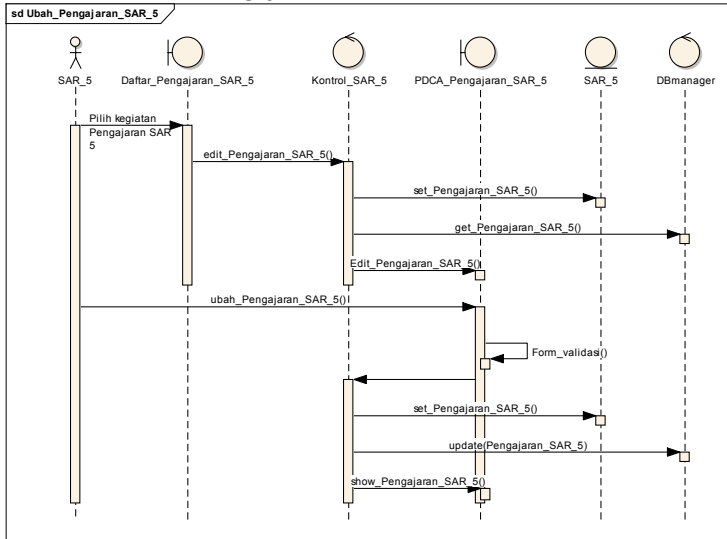 sd Ubah_Pengajaran_SAR_5
SAR_5
Daftar_Pengajaran_SAR_5
Kontrol_SAR_5
PDCA_Pengajaran_SAR_5
SAR_5
DBmanager
Pilih kegiatan
Pengajaran SAR
5
edit_Pengajaran_SAR_5()
set_Pengajaran_SAR_5()
get_Pengajaran_SAR_5()
Edit_Pengajaran_SAR_5()
ubah_Pengajaran_SAR_5()
Form_validasi()
set_Pengajaran_SAR_5()
update(Pengajaran_SAR_5)
show_Pengajaran_SAR_5()